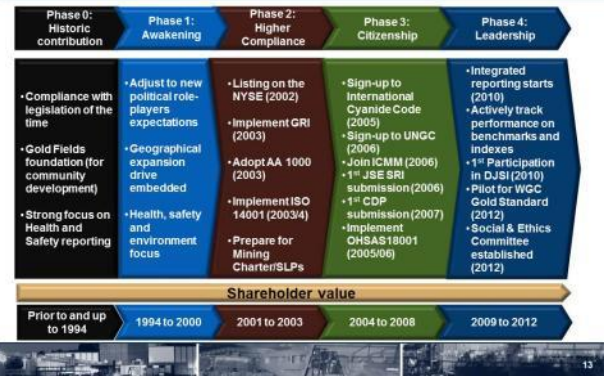 Phase 0:
Historic
contribution
Phase 1:
Awakening
Phase 2:
Higher
Compliance
Phase 3:
Citizenship
Phase 4:
Leadership
•Compliance with
legislation of the
time
•Gold Fields
foundation (for
community
development)
•Strong focus on
Health and
Safety reporting
•Adjust to new
political role-
players
expectations
•Geographical
expansion
drive
embedded
•Health, safety
and
environment
focus
•Listing on the
NYSE (2002)
•Implement GRI
(2003)
•Adopt AA 1000
(2003)
•Implement ISO
14001 (2003/4)
•Prepare for
Mining
Charter/SLPs
•Sign-up to
International
Cyanide Code
(2005)
•Sign-up to UNGC
(2006)
•Join ICMM (2006)
•1st JSE SRI
submission (2006)
•1st CDP
submission (2007)
•Implement
OHSAS18001
(2005/06)
•Integrated
reporting starts
(2010)
•Actively track
performance on
benchmarks and
indexes
•1st Participation
in DJSI (2010)
•Pilot for WGC
Gold Standard
(2012)
•Social & Ethics
Committee
established
(2012)
Shareholder value
Prior to and up
to 1994
1994 to 2000
2001 to 2003
2004 to 2008
2009 to 2012
13